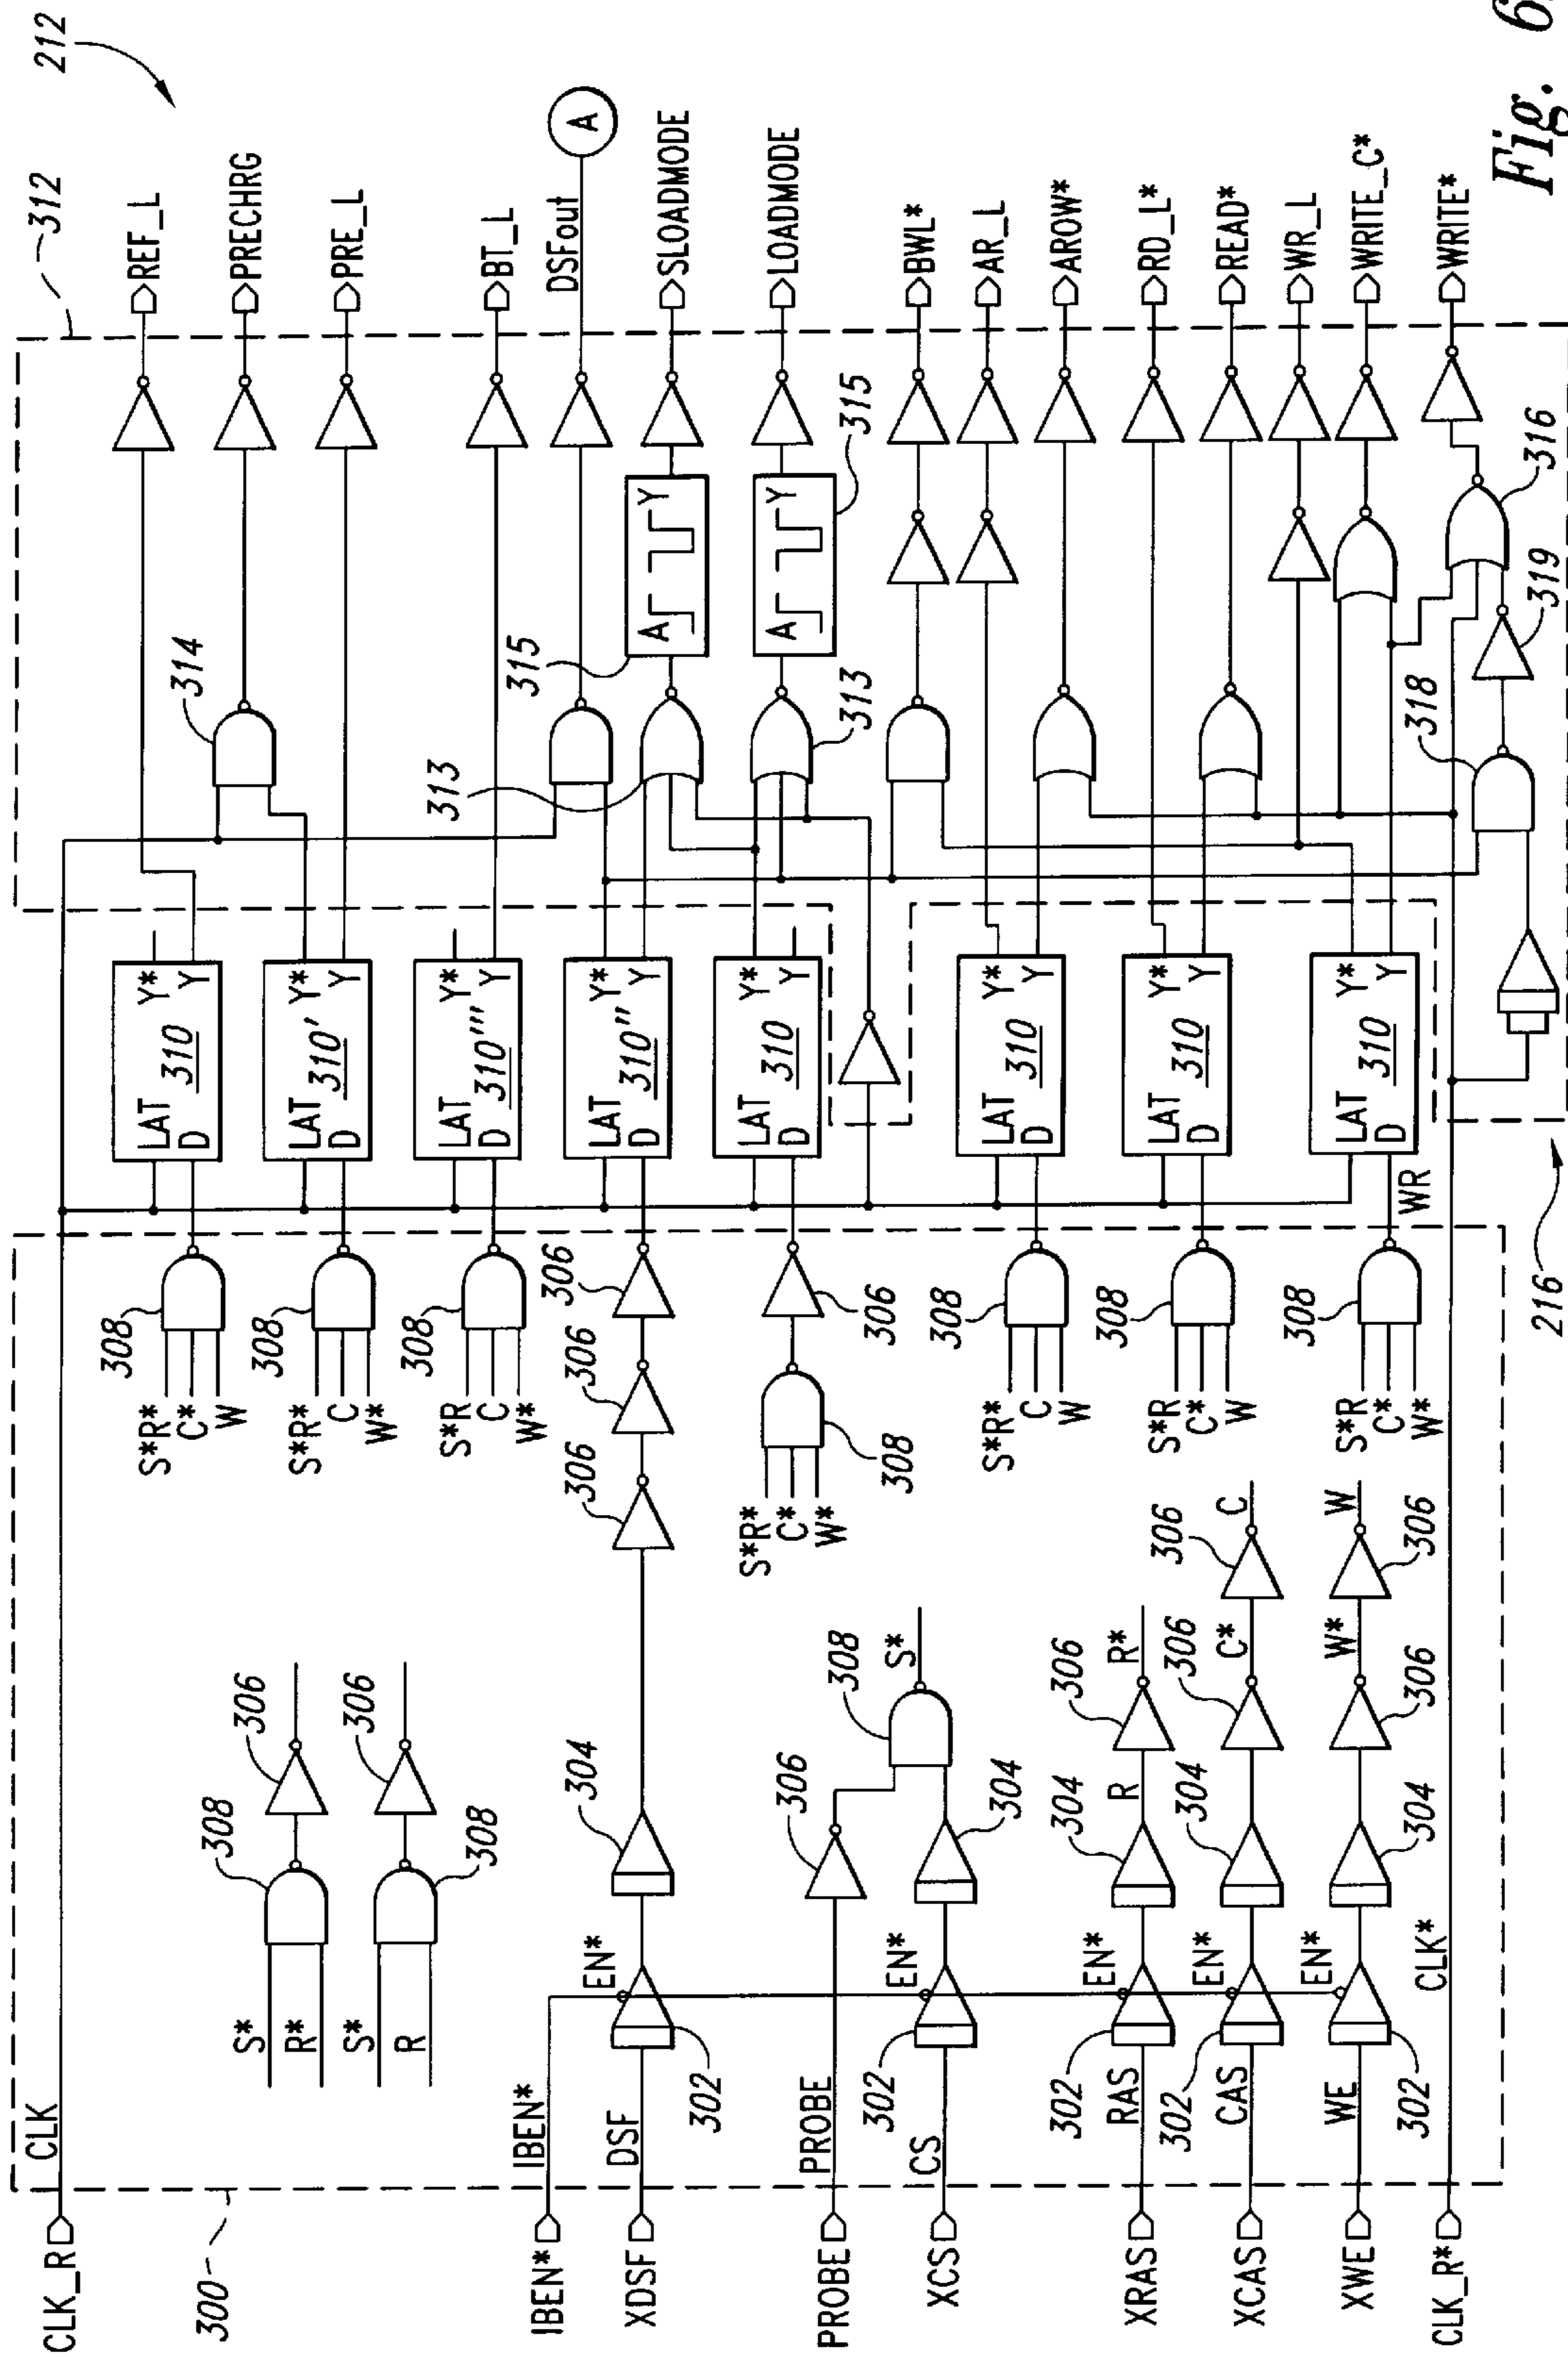 212
312
REF_L
PRECHRG
PRE_L
BT_L
DSFout
A
SLOADMODE
LOADMODE
BWL*
AR_L
AROW*
RD_L*
READ*
WR_L
WRITE_C*
WRITE*
Fig. 6
314
315
A Y
A Y
315
313
313
316
319
318
216
LAT Y*
D 310 Y
LAT Y*
D 310' Y
LAT Y*
D 310''' Y
LAT Y*
D 310'' Y
LAT Y*
D 310 Y
LAT Y*
D 310 Y
LAT Y*
D 310 Y
LAT Y*
D 310 Y
WR
308
S*R*
C*
W
308
S*R*
C
W*
308
S*R
C
W*
306
306
306
S*R*
C*
W*
308
306
308
S*R*
C
W
308
S*R
C*
W
308
S*R
C*
W*
CLK_R
CLK
300
S*
R*
308
306
S*
R
308
306
IBEN*
IBEN*
XDSF
DSF
EN*
302
304
PROBE
PROBE
306
308
S*
XCS
CS
302
EN*
304
XRAS
RAS
302
EN*
304
R
306
R*
XCAS
CAS
302
EN*
304
306
C*
306
C
XWE
WE
302
EN*
304
306
W*
306
W
CLK_R*
CLK*